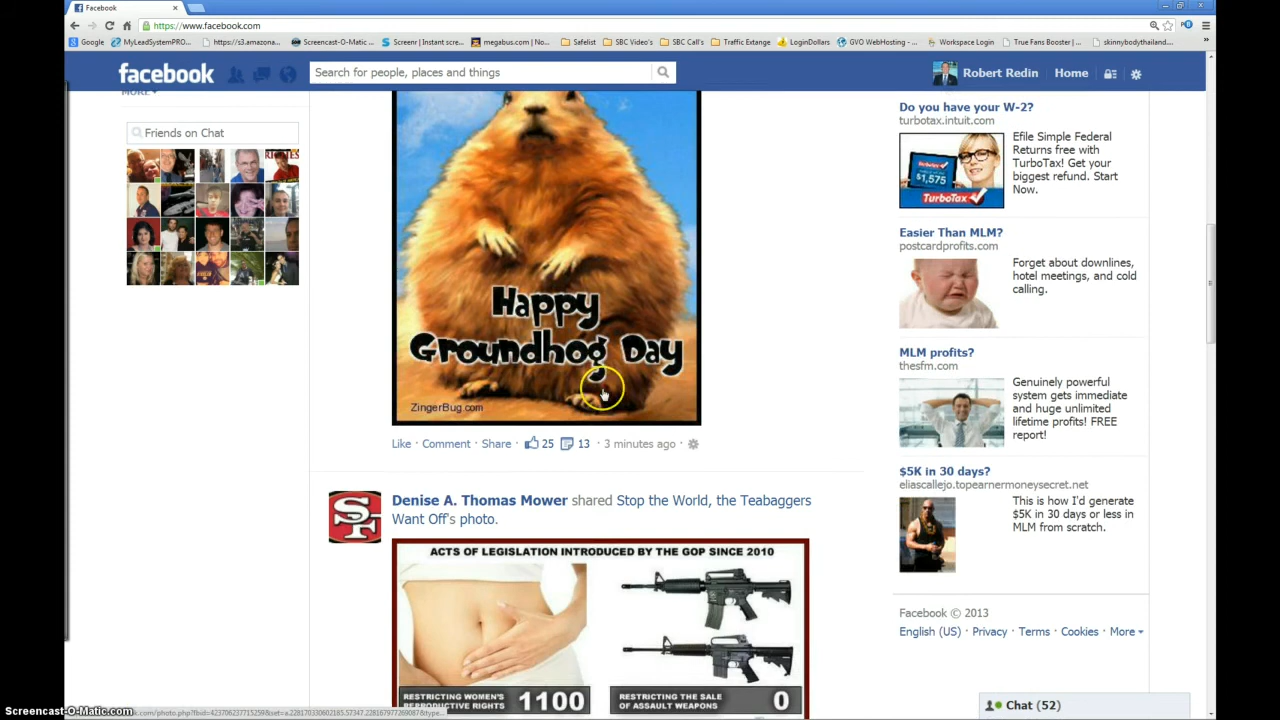 Facebook
https://www.facebook.com
Google
MyLeadSystemPRO...
https://s3.amazona...
Screencast-O-Matic ...
Screenr | Instant scre...
megabus.com | No...
Safelist
SBC Video's
SBC Call's
Traffic Extange
LoginDollars
GVO WebHosting - ...
Workspace Login
True Fans Booster | ...
skinnybodythailand...
facebook
Search for people, places and things
Robert Redin
Home
MORE
Friends on Chat
Happy
Groundhog Day
ZingerBug.com
Like · Comment · Share · 25 13 · 3 minutes ago ·
Denise A. Thomas Mower shared Stop the World, the Teabaggers
Want Off's photo.
ACTS OF LEGISLATION INTRODUCED BY THE GOP SINCE 2010
RESTRICTING WOMEN'S
REPRODUCTIVE RIGHTS
1100
RESTRICTING THE SALE
OF ASSAULT WEAPONS
0
Do you have your W-2?
turbotax.intuit.com
$1,575
TurboTax
Efile Simple Federal
Returns free with
TurboTax! Get your
biggest refund. Start
Now.
Easier Than MLM?
postcardprofits.com
Forget about downlines,
hotel meetings, and cold
calling.
MLM profits?
thesfm.com
Genuinely powerful
system gets immediate
and huge unlimited
lifetime profits! FREE
report!
$5K in 30 days?
eliascallejo.topearnermoneysecret.net
This is how I'd generate
$5K in 30 days or less in
MLM from scratch.
Facebook © 2013
English (US) · Privacy · Terms · Cookies · More
Chat (52)
Screencast-O-Matic.com